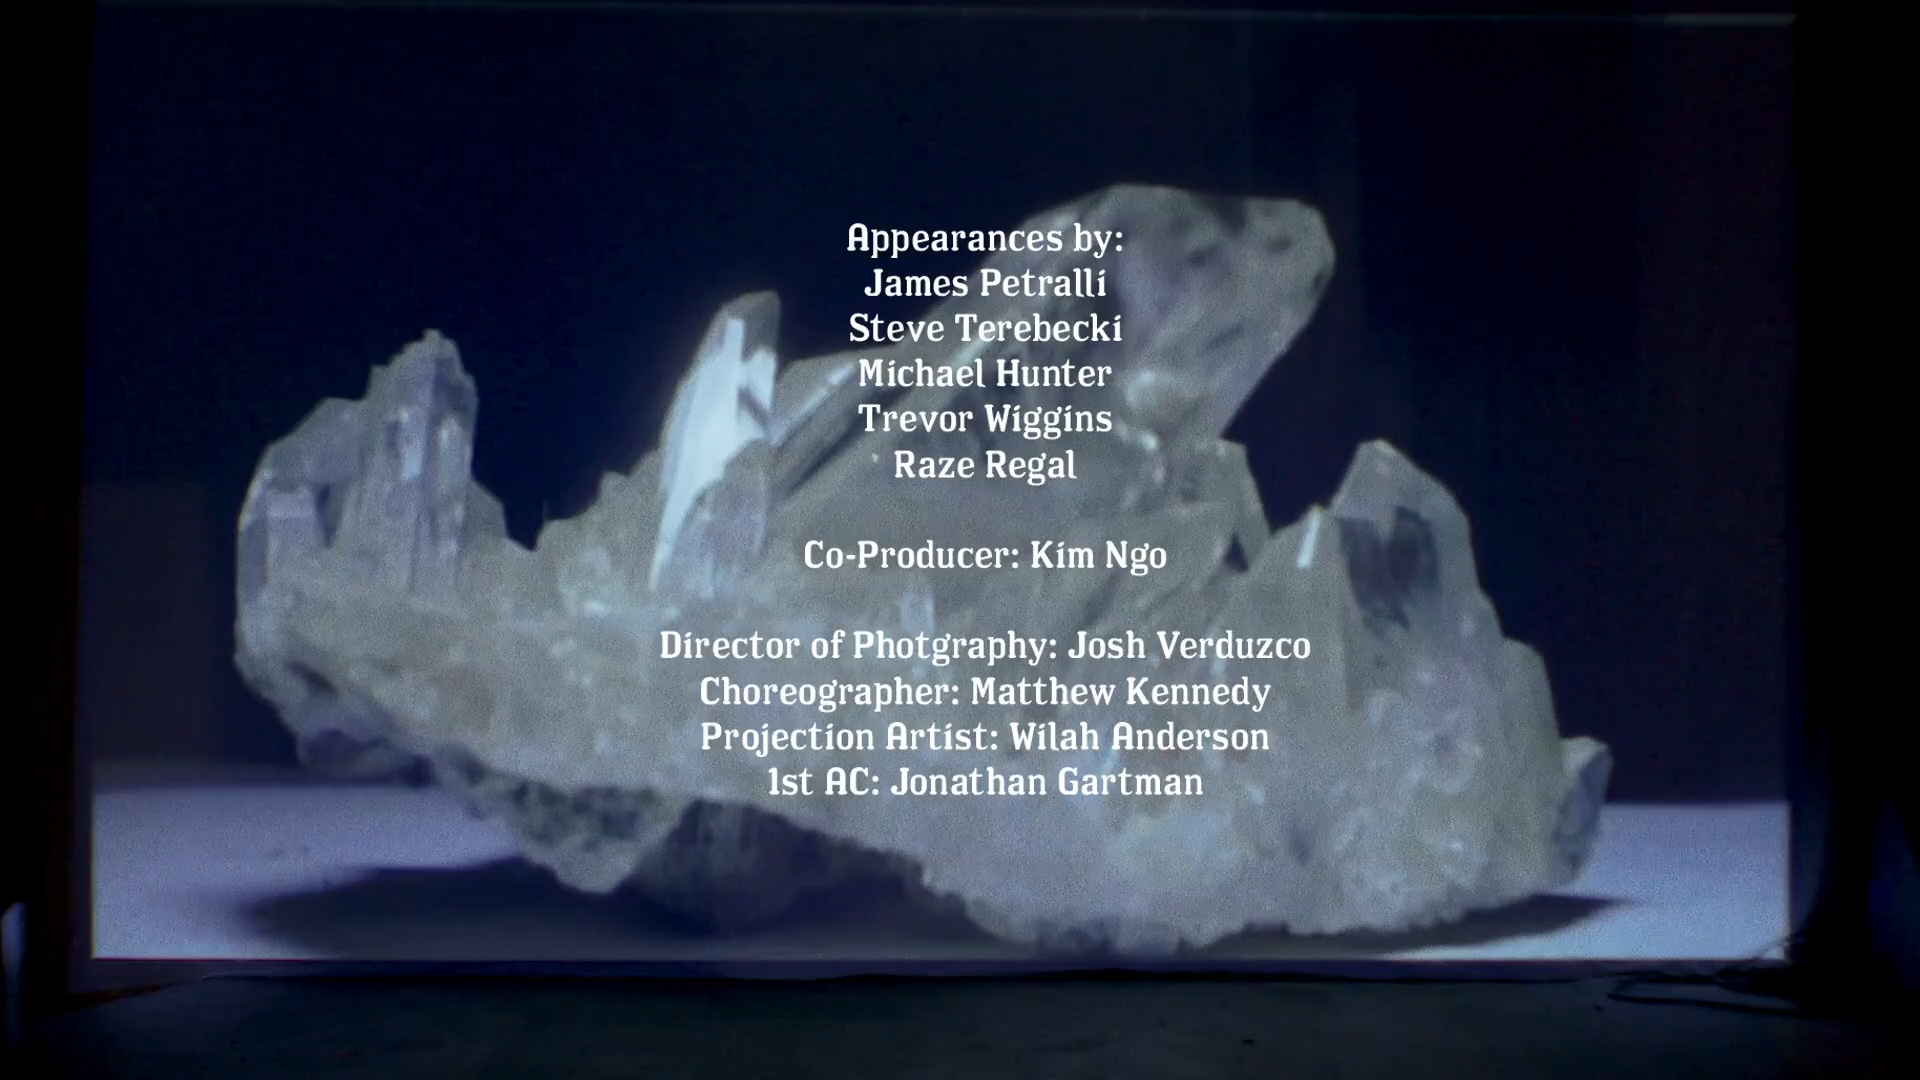 Appearances by:
James Petralli
Steve Terebecki
Michael Hunter
Trevor Wiggins
Raze Regal
Co-Producer: Kim Ngo
Director of Photgraphy: Josh Verduzco
Choreographer: Matthew Kennedy
Projection Artist: Wilah Anderson
1st AC: Jonathan Gartman